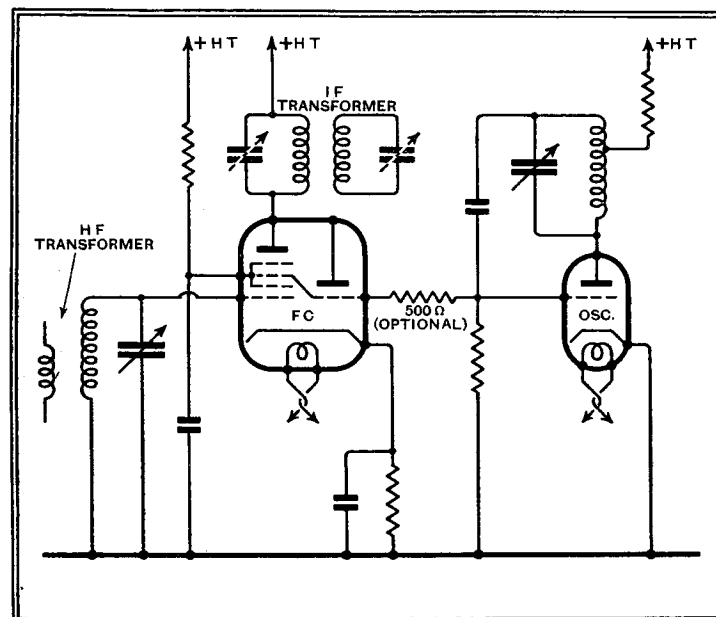 +HT
+HT
+HT
IF
TRANSFORMER
HF
TRANSFORMER
FC
500 Ω
(OPTIONAL)
OSC.